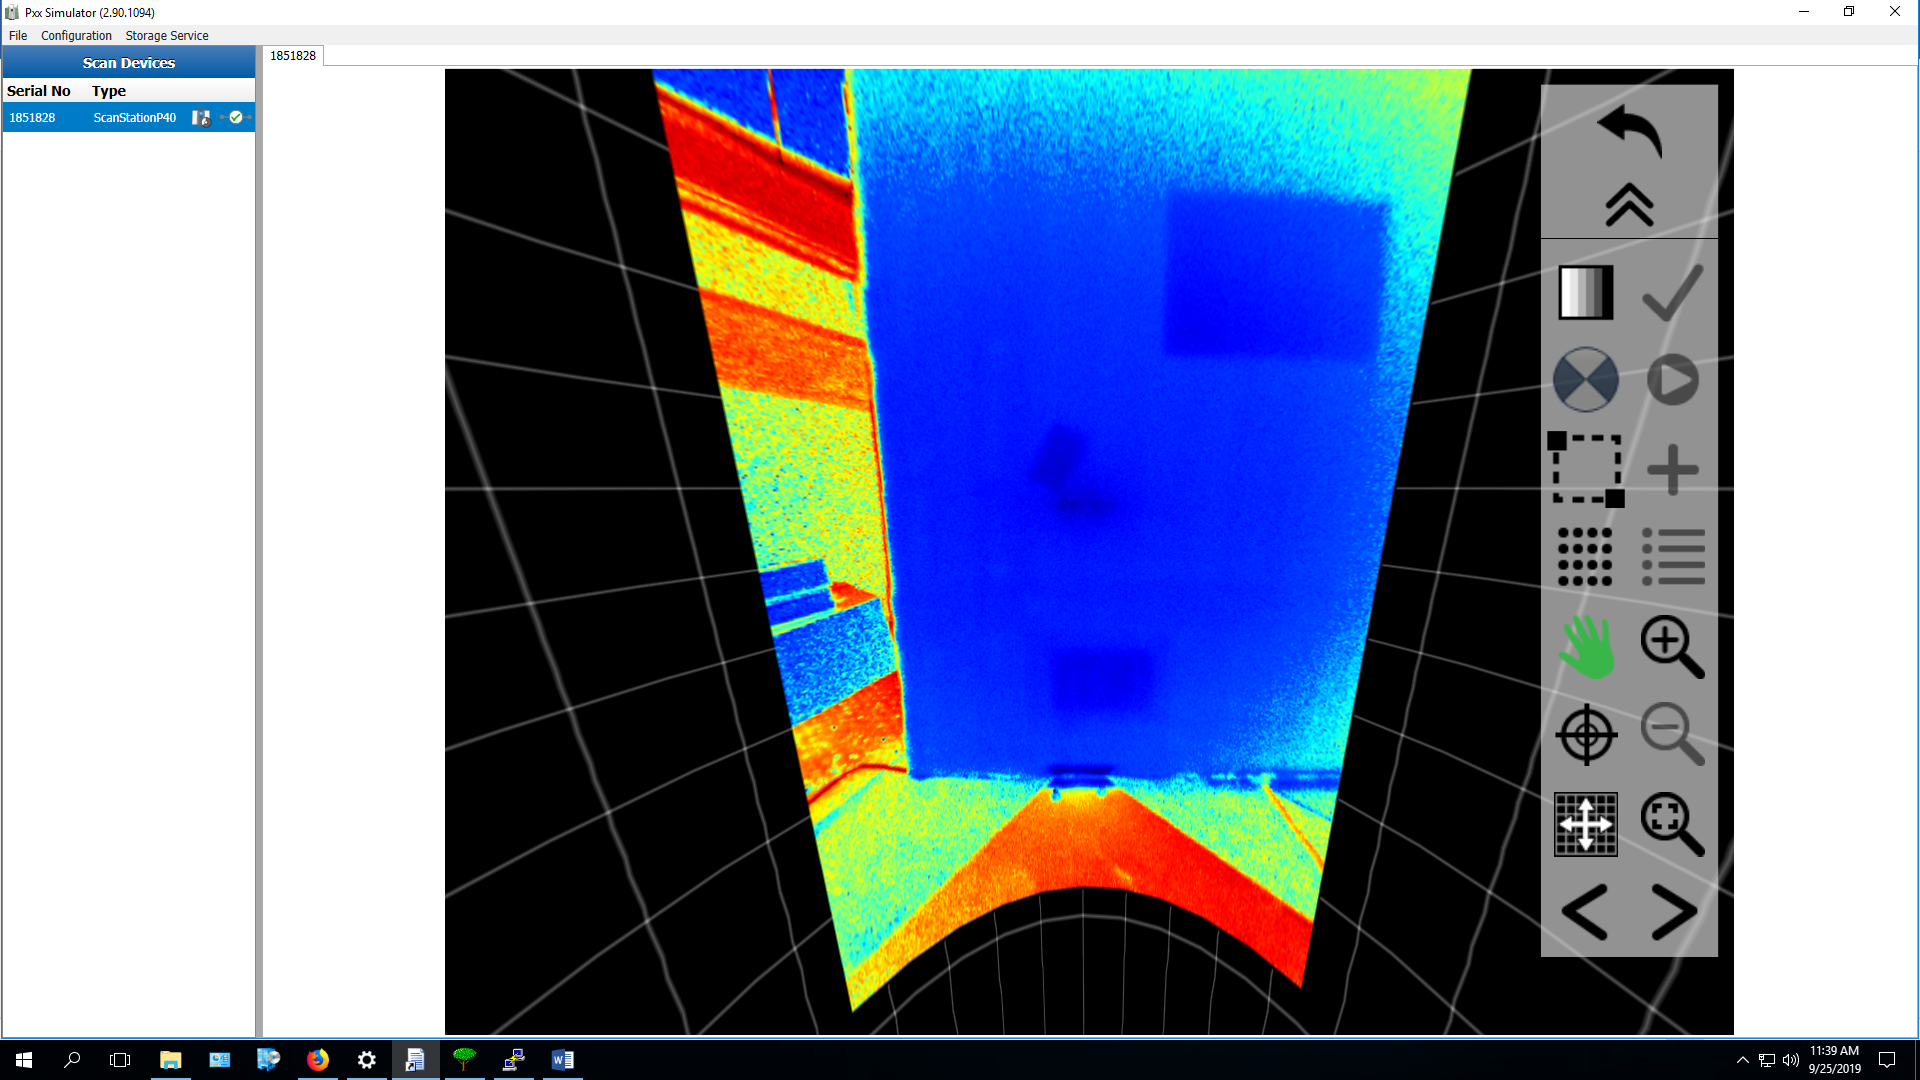 Pxx Simulator (2.90.1094)
File Configuration Storage Service
Scan Devices
1851828
Serial No Type
1851828 ScanStationP40
11:39 AM
9/25/2019